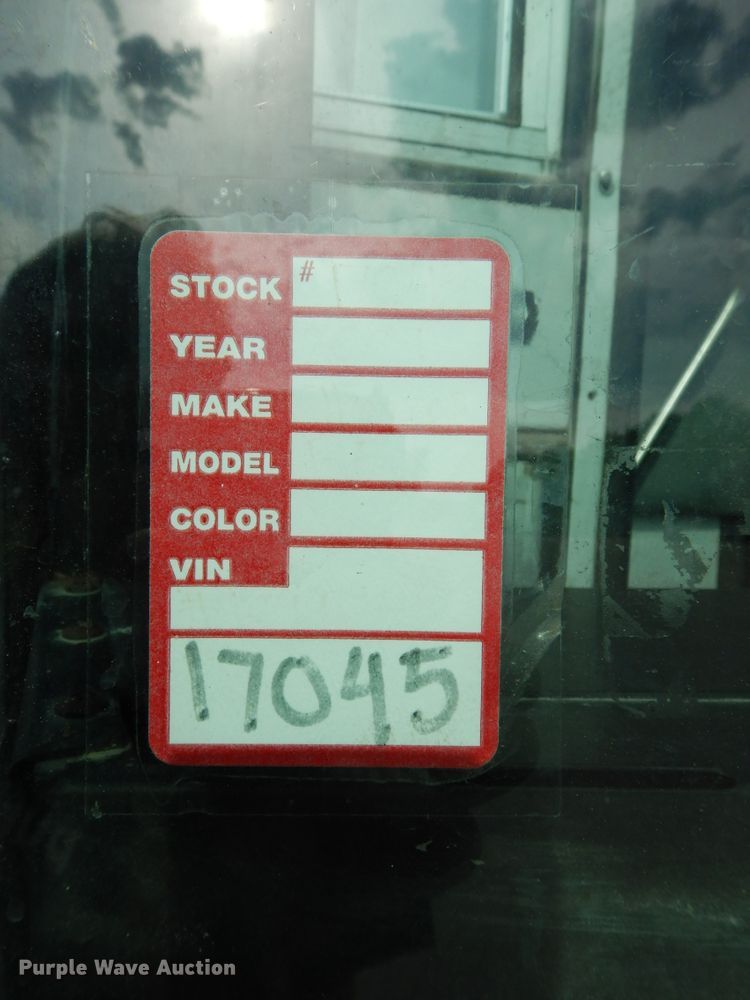 STOCK #
YEAR
MAKE
MODEL
COLOR
VIN
17045
Purple Wave Auction